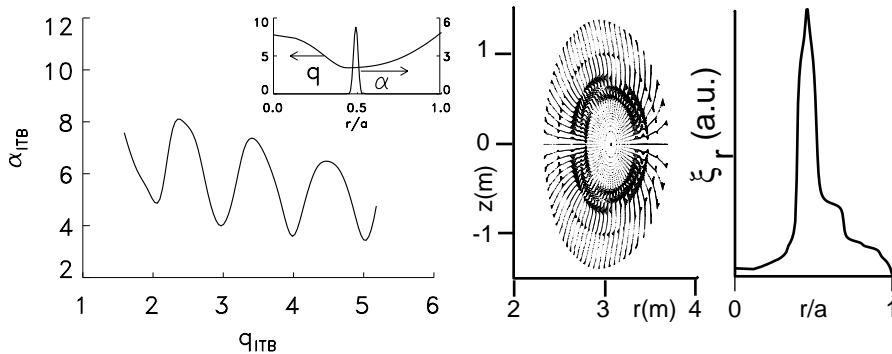 12
10
8
6
4
2
α_ITB
1 2 3 4 5 6
q_ITB
10
5
0
6
3
0
q
α
0.0 0.5 1.0
r/a
1
0
-1
z(m)
2 3 r(m) 4
ξ_r (a.u.)
0 r/a 1